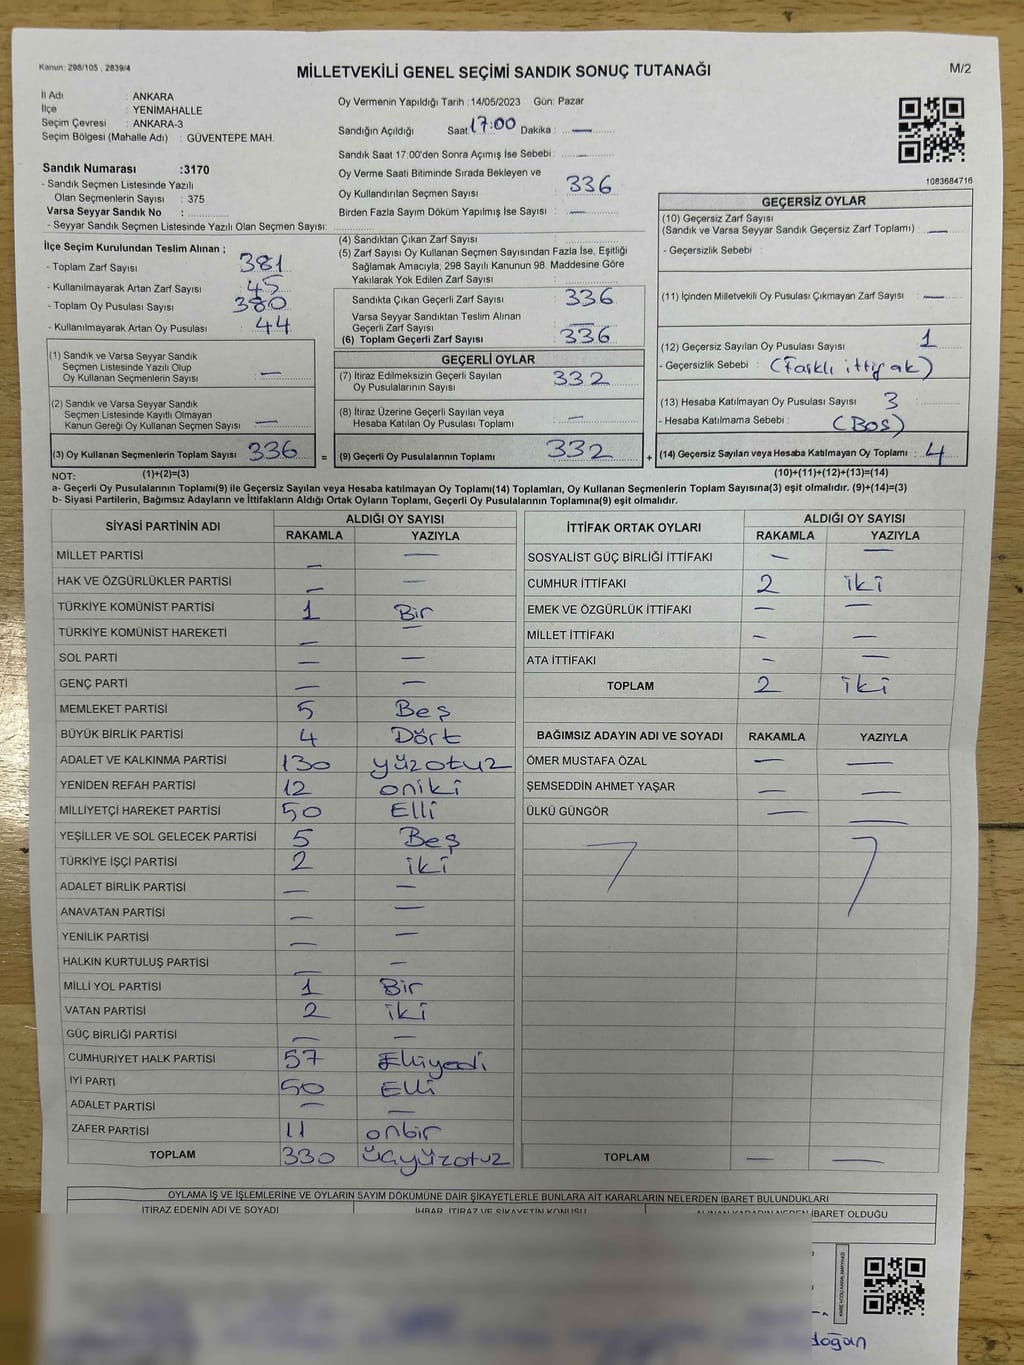 Kanun: 298/105 , 2839/4
MİLLETVEKİLİ GENEL SEÇİMİ SANDIK SONUÇ TUTANAĞI
M/2
İl Adı : ANKARA
İlçe : YENİMAHALLE
Seçim Çevresi : ANKARA-3
Seçim Bölgesi (Mahalle Adı) : GÜVENTEPE MAH.
Sandık Numarası :3170
- Sandık Seçmen Listesinde Yazılı
Olan Seçmenlerin Sayısı : 375
Varsa Seyyar Sandık No :
- Seyyar Sandık Seçmen Listesinde Yazılı Olan Seçmen Sayısı:
İlçe Seçim Kurulundan Teslim Alınan ;
- Toplam Zarf Sayısı 381
- Kullanılmayarak Artan Zarf Sayısı : 45
- Toplam Oy Pusulası Sayısı 380
- Kullanılmayarak Artan Oy Pusulası : 44
Oy Vermenin Yapıldığı Tarih : 14/05/2023 Gün: Pazar
Sandığın Açıldığı Saat: 17:00 Dakika : —
Sandık Saat 17:00'den Sonra Açımış İse Sebebi : —
Oy Verme Saati Bitiminde Sırada Bekleyen ve
Oy Kullandırılan Seçmen Sayısı : 336
Birden Fazla Sayım Döküm Yapılmış İse Sayısı : —
(4) Sandıktan Çıkan Zarf Sayısı :
(5) Zarf Sayısı Oy Kullanan Seçmen Sayısından Fazla İse, Eşitliği
Sağlamak Amacıyla, 298 Sayılı Kanunun 98. Maddesine Göre
Yakılarak Yok Edilen Zarf Sayısı :
Sandıkta Çıkan Geçerli Zarf Sayısı : 336
Varsa Seyyar Sandıktan Teslim Alınan
Geçerli Zarf Sayısı : —
(6) Toplam Geçerli Zarf Sayısı : 336
1083684716
GEÇERSİZ OYLAR
(10) Geçersiz Zarf Sayısı
(Sandık ve Varsa Seyyar Sandık Geçersiz Zarf Toplamı) : —
- Geçersizlik Sebebi :
(11) İçinden Milletvekili Oy Pusulası Çıkmayan Zarf Sayısı : —
(12) Geçersiz Sayılan Oy Pusulası Sayısı : 1
- Geçersizlik Sebebi : (Farklı ittifak)
(13) Hesaba Katılmayan Oy Pusulası Sayısı : 3
- Hesaba Katılmama Sebebi : (Boş)
(14) Geçersiz Sayılan veya Hesaba Katılmayan Oy Toplamı : 4
(10)+(11)+(12)+(13)=(14)
(1) Sandık ve Varsa Seyyar Sandık
Seçmen Listesinde Yazılı Olup
Oy Kullanan Seçmenlerin Sayısı : —
(2) Sandık ve Varsa Seyyar Sandık
Seçmen Listesinde Kayıtlı Olmayan
Kanun Gereği Oy Kullanan Seçmen Sayısı : —
(3) Oy Kullanan Seçmenlerin Toplam Sayısı : 336 =
GEÇERLİ OYLAR
(7) İtiraz Edilmeksizin Geçerli Sayılan
Oy Pusulalarının Sayısı : 332
(8) İtiraz Üzerine Geçerli Sayılan veya
Hesaba Katılan Oy Pusulası Toplamı : —
(9) Geçerli Oy Pusulalarının Toplamı : 332 +
NOT: (1)+(2)=(3)
a- Geçerli Oy Pusulalarının Toplamı(9) ile Geçersiz Sayılan veya Hesaba katılmayan Oy Toplamı(14) Toplamları, Oy Kullanan Seçmenlerin Toplam Sayısına(3) eşit olmalıdır. (9)+(14)=(3)
b- Siyasi Partilerin, Bağımsız Adayların ve İttifakların Aldığı Ortak Oyların Toplamı, Geçerli Oy Pusulalarının Toplamına(9) eşit olmalıdır.
SİYASİ PARTİNİN ADI ALDIĞI OY SAYISI
RAKAMLA YAZIYLA
MİLLET PARTİSİ — —
HAK VE ÖZGÜRLÜKLER PARTİSİ — —
TÜRKİYE KOMÜNİST PARTİSİ 1 Bir
TÜRKİYE KOMÜNİST HAREKETİ — —
SOL PARTİ — —
GENÇ PARTİ — —
MEMLEKET PARTİSİ 5 Beş
BÜYÜK BİRLİK PARTİSİ 4 Dört
ADALET VE KALKINMA PARTİSİ 130 yüzotuz
YENİDEN REFAH PARTİSİ 12 oniki
MİLLİYETÇİ HAREKET PARTİSİ 50 Elli
YEŞİLLER VE SOL GELECEK PARTİSİ 5 Beş
TÜRKİYE İŞÇİ PARTİSİ 2 iki
ADALET BİRLİK PARTİSİ — —
ANAVATAN PARTİSİ — —
YENİLİK PARTİSİ — —
HALKIN KURTULUŞ PARTİSİ — —
MİLLİ YOL PARTİSİ 1 Bir
VATAN PARTİSİ 2 iki
GÜÇ BİRLİĞİ PARTİSİ — —
CUMHURİYET HALK PARTİSİ 57 Elliyedi
İYİ PARTİ 50 Elli
ADALET PARTİSİ — —
ZAFER PARTİSİ 11 onbir
TOPLAM 330 üçyüzotuz
İTTİFAK ORTAK OYLARI ALDIĞI OY SAYISI
RAKAMLA YAZIYLA
SOSYALİST GÜÇ BİRLİĞİ İTTİFAKI — —
CUMHUR İTTİFAKI 2 iki
EMEK VE ÖZGÜRLÜK İTTİFAKI — —
MİLLET İTTİFAKI — —
ATA İTTİFAKI — —
TOPLAM 2 iki
BAĞIMSIZ ADAYIN ADI VE SOYADI RAKAMLA YAZIYLA
ÖMER MUSTAFA ÖZAL — —
ŞEMSEDDİN AHMET YAŞAR — —
ÜLKÜ GÜNGÖR — —
TOPLAM — —
OYLAMA İŞ VE İŞLEMLERİNE VE OYLARIN SAYIM DÖKÜMÜNE DAİR ŞİKAYETLERLE BUNLARA AİT KARARLARIN NELERDEN İBARET BULUNDUKLARI
İTİRAZ EDENİN ADI VE SOYADI İHBAR, İTİRAZ VE ŞİKAYETİN KONUSU ALINAN KARARIN NEDEN İBARET OLDUĞU
doğan